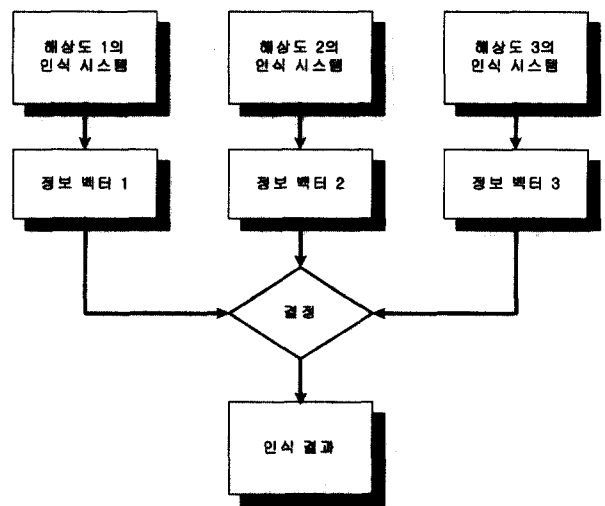 해상도 1의
인식 시스템
해상도 2의
인식 시스템
해상도 3의
인식 시스템
정보 벡터 1
정보 벡터 2
정보 벡터 3
결정
인식 결과